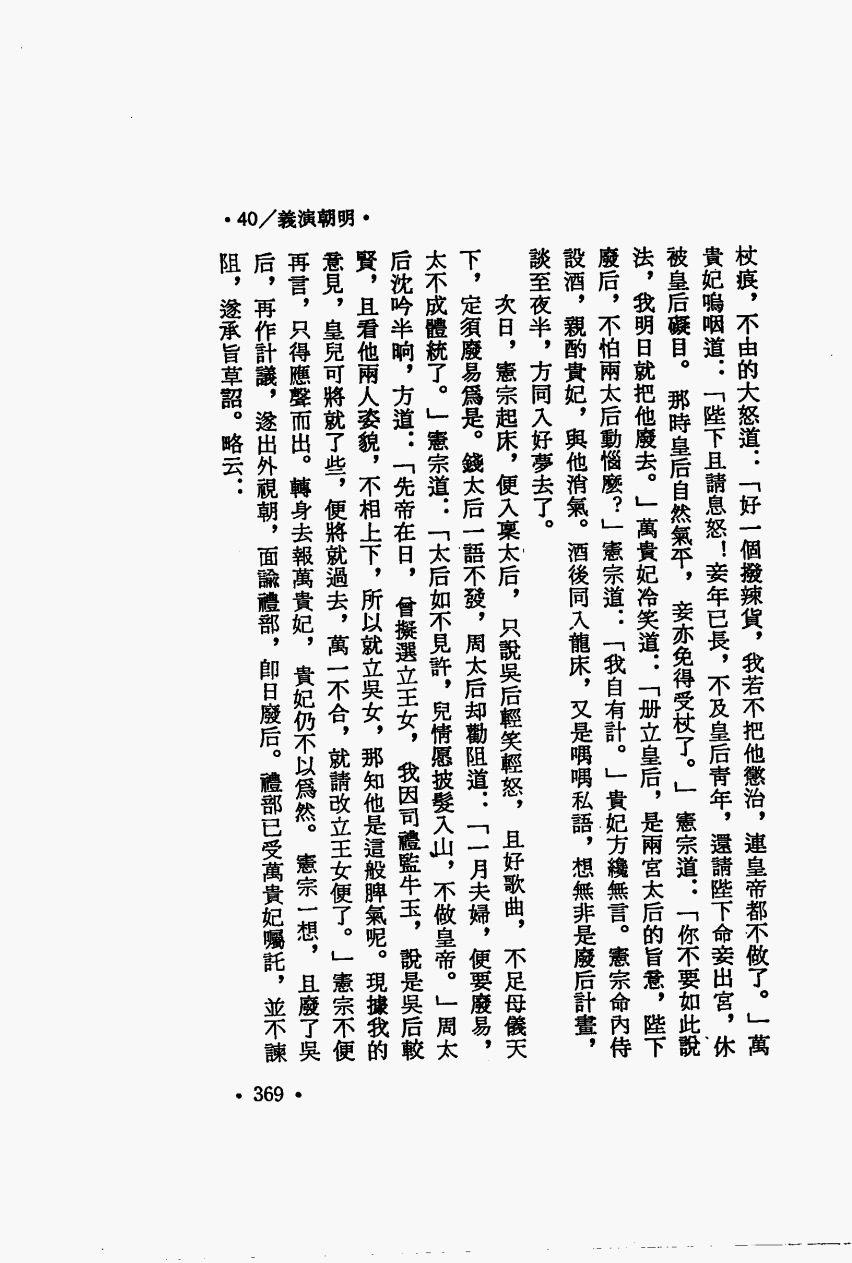 •40／義演朝明•
杖痕，不由的大怒道：「好一個撥辣貨，我若不把他懲治，連皇帝都不做了。」萬
貴妃嗚咽道：「陛下且請息怒！妾年已長，不及皇后靑年，還請陛下命妾出宮，休
被皇后礙目。那時皇后自然氣平，妾亦免得受杖了。」憲宗道：「你不要如此說
法，我明日就把他廢去。」萬貴妃冷笑道：「册立皇后，是兩宮太后的旨意，陛下
廢后，不怕兩太后動惱麽？」憲宗道：「我自有計。」貴妃方纔無言。憲宗命內侍
設酒，親酌貴妃，與他消氣。酒後同入龍床，又是喁喁私語，想無非是廢后計畫，
談至夜半，方同入好夢去了。
次日，憲宗起床，便入稟太后，只說吳后輕笑輕怒，且好歌曲，不足母儀天
下，定須廢易爲是。錢太后一語不發，周太后却勸阻道：「一月夫婦，便要廢易，
太不成體統了。」憲宗道：「太后如不見許，兒情愿披髮入山，不做皇帝。」周太
后沈吟半晌，方道：「先帝在日，曾擬選立王女，我因司禮監牛玉，說是吳后較
賢，且看他兩人姿貌，不相上下，所以就立吳女，那知他是這般脾氣呢。現據我的
意見，皇兒可將就了些，便將就過去，萬一不合，就請改立王女便了。」憲宗不便
再言，只得應聲而出。轉身去報萬貴妃，貴妃仍不以爲然。憲宗一想，且廢了吳
后，再作計議，遂出外視朝，面諭禮部，卽日廢后。禮部已受萬貴妃囑託，並不諫
阻，遂承旨草詔。略云：
•369•